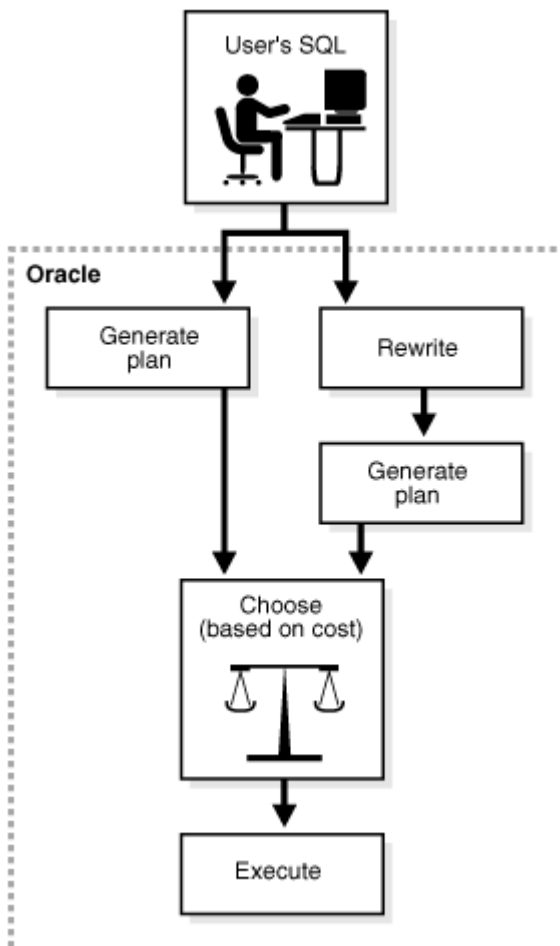 User's SQL
Oracle
Generate
plan
Rewrite
Generate
plan
Choose
(based on cost)
Execute